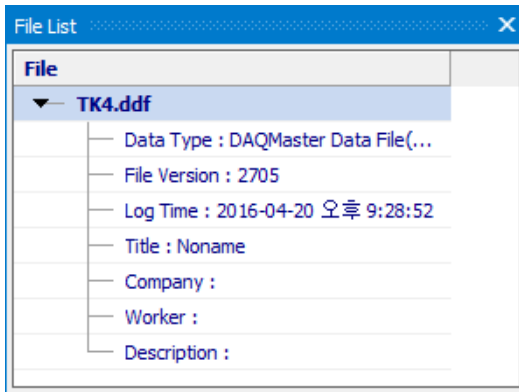 File List
File
TK4.ddf
Data Type : DAQMaster Data File(...
File Version : 2705
Log Time : 2016-04-20 오후 9:28:52
Title : Noname
Company :
Worker :
Description :